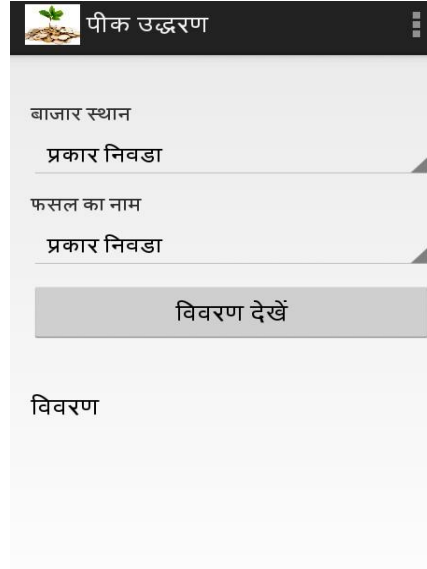 पीक उद्धरण
बाजार स्थान
प्रकार निवडा
फसल का नाम
प्रकार निवडा
विवरण देखें
विवरण